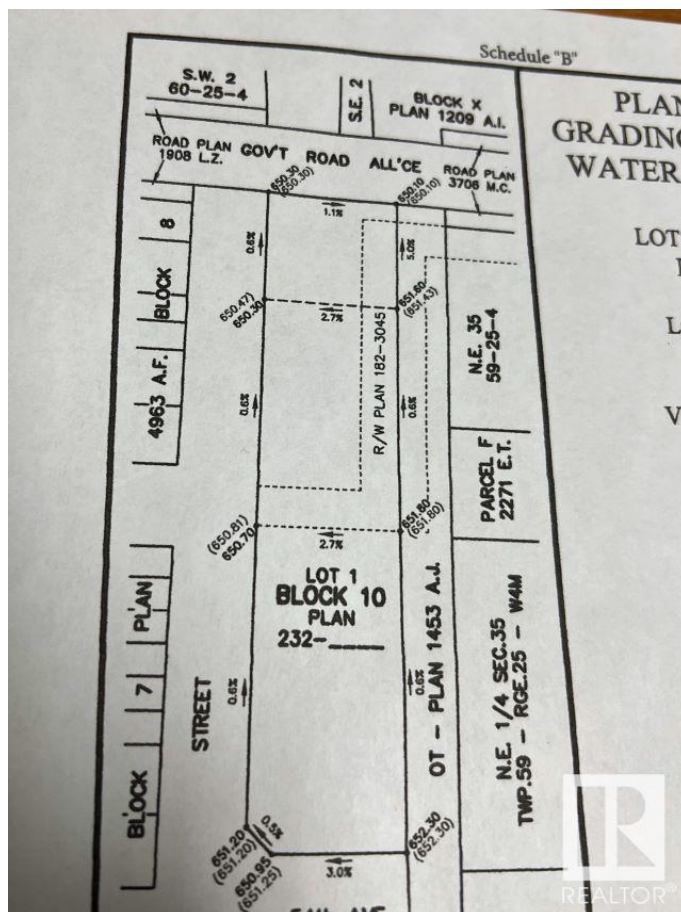 Schedule "B"
PLAN
GRADING
WATER
LOT
L
V
S.W. 2
60-25-4
S.E. 2
BLOCK X
PLAN 1209 A.I.
ROAD PLAN
1908 L.Z.
GOV'T ROAD ALL'CE
ROAD PLAN
3706 M.C.
650.30
(650.30)
650.10
(650.10)
1.1%
0.6%
5.0%
8
BLOCK
4963 A.F.
(650.47)
650.30
651.60
(651.43)
2.7%
R/W PLAN 182-3045
N.E. 35
59-25-4
0.6%
0.6%
PARCEL F
2271 E.T.
(650.81)
650.70
651.80
(651.80)
2.7%
LOT 1
BLOCK 10
PLAN
232-_____
PLAN
7
BLOCK
STREET
0.6%
0.6%
OT - PLAN 1453 A.J.
N.E. 1/4 SEC.35
TWP.59 - RGE.25 - W4M
651.20
(651.20)
0.5%
650.95
(651.25)
3.0%
652.30
(652.30)
R
REALTOR®